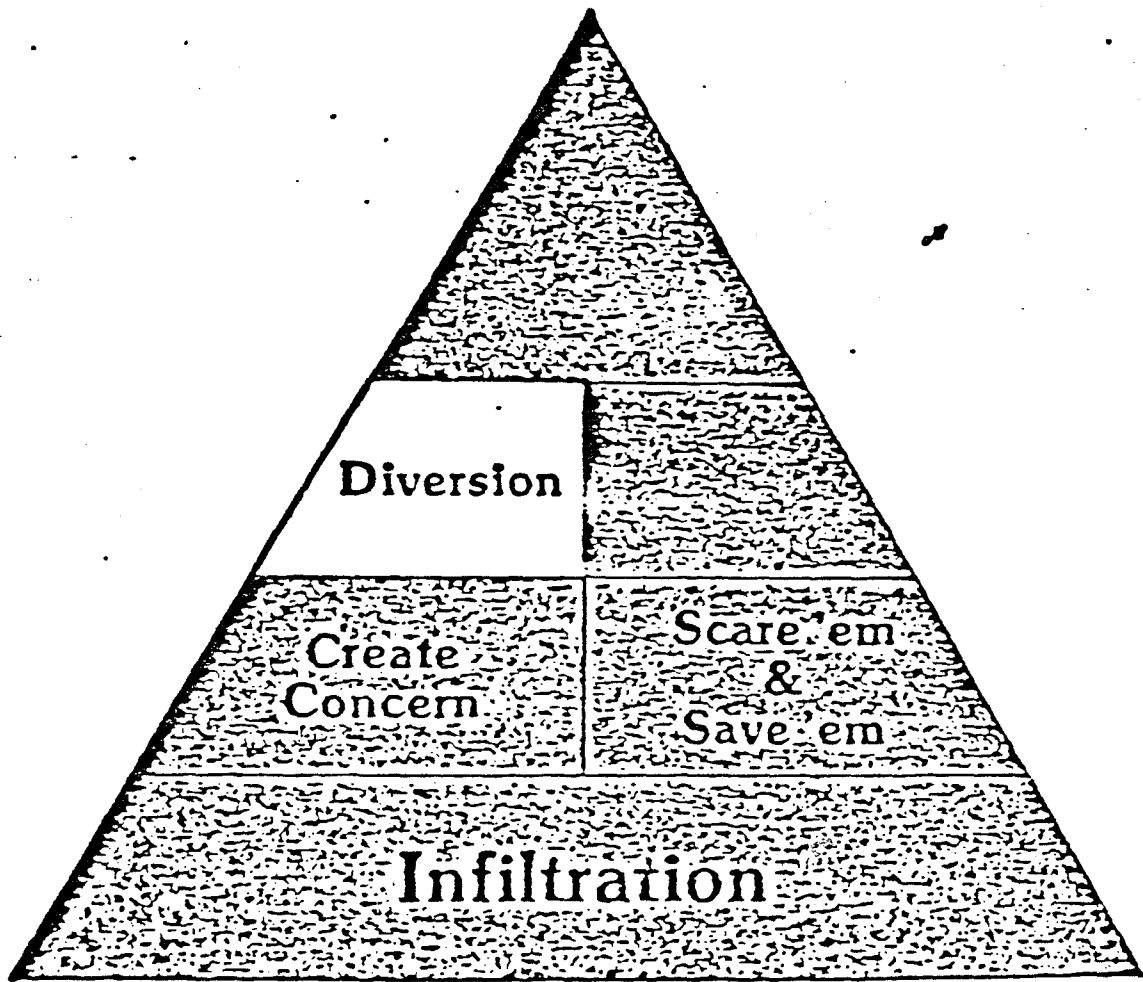 Diversion
Create
Concern
Scare 'em
&
Save 'em
Infiltration